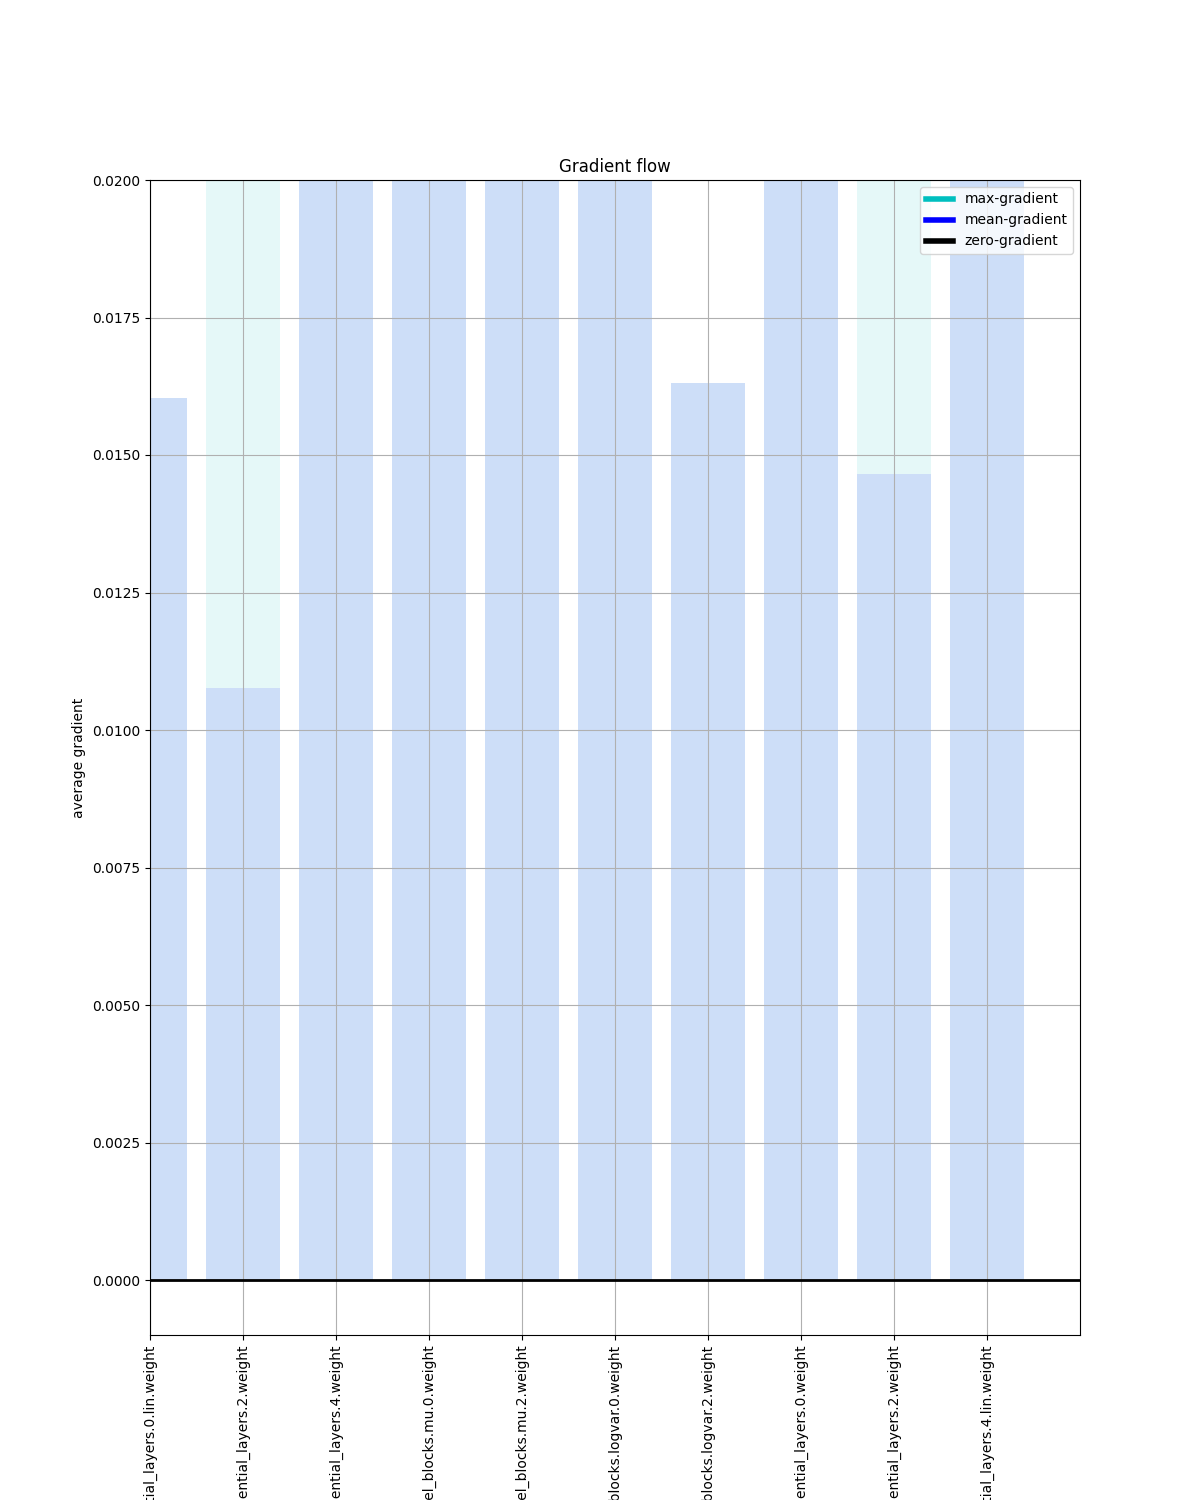 Gradient flow
0.0200
0.0175
0.0150
0.0125
0.0100
0.0075
0.0050
0.0025
0.0000
average gradient
max-gradient
mean-gradient
zero-gradient
tial_layers.0.lin.weight
ential_layers.2.weight
ential_layers.4.weight
el_blocks.mu.0.weight
el_blocks.mu.2.weight
blocks.logvar.0.weight
blocks.logvar.2.weight
ential_layers.0.weight
ential_layers.2.weight
tial_layers.4.lin.weight